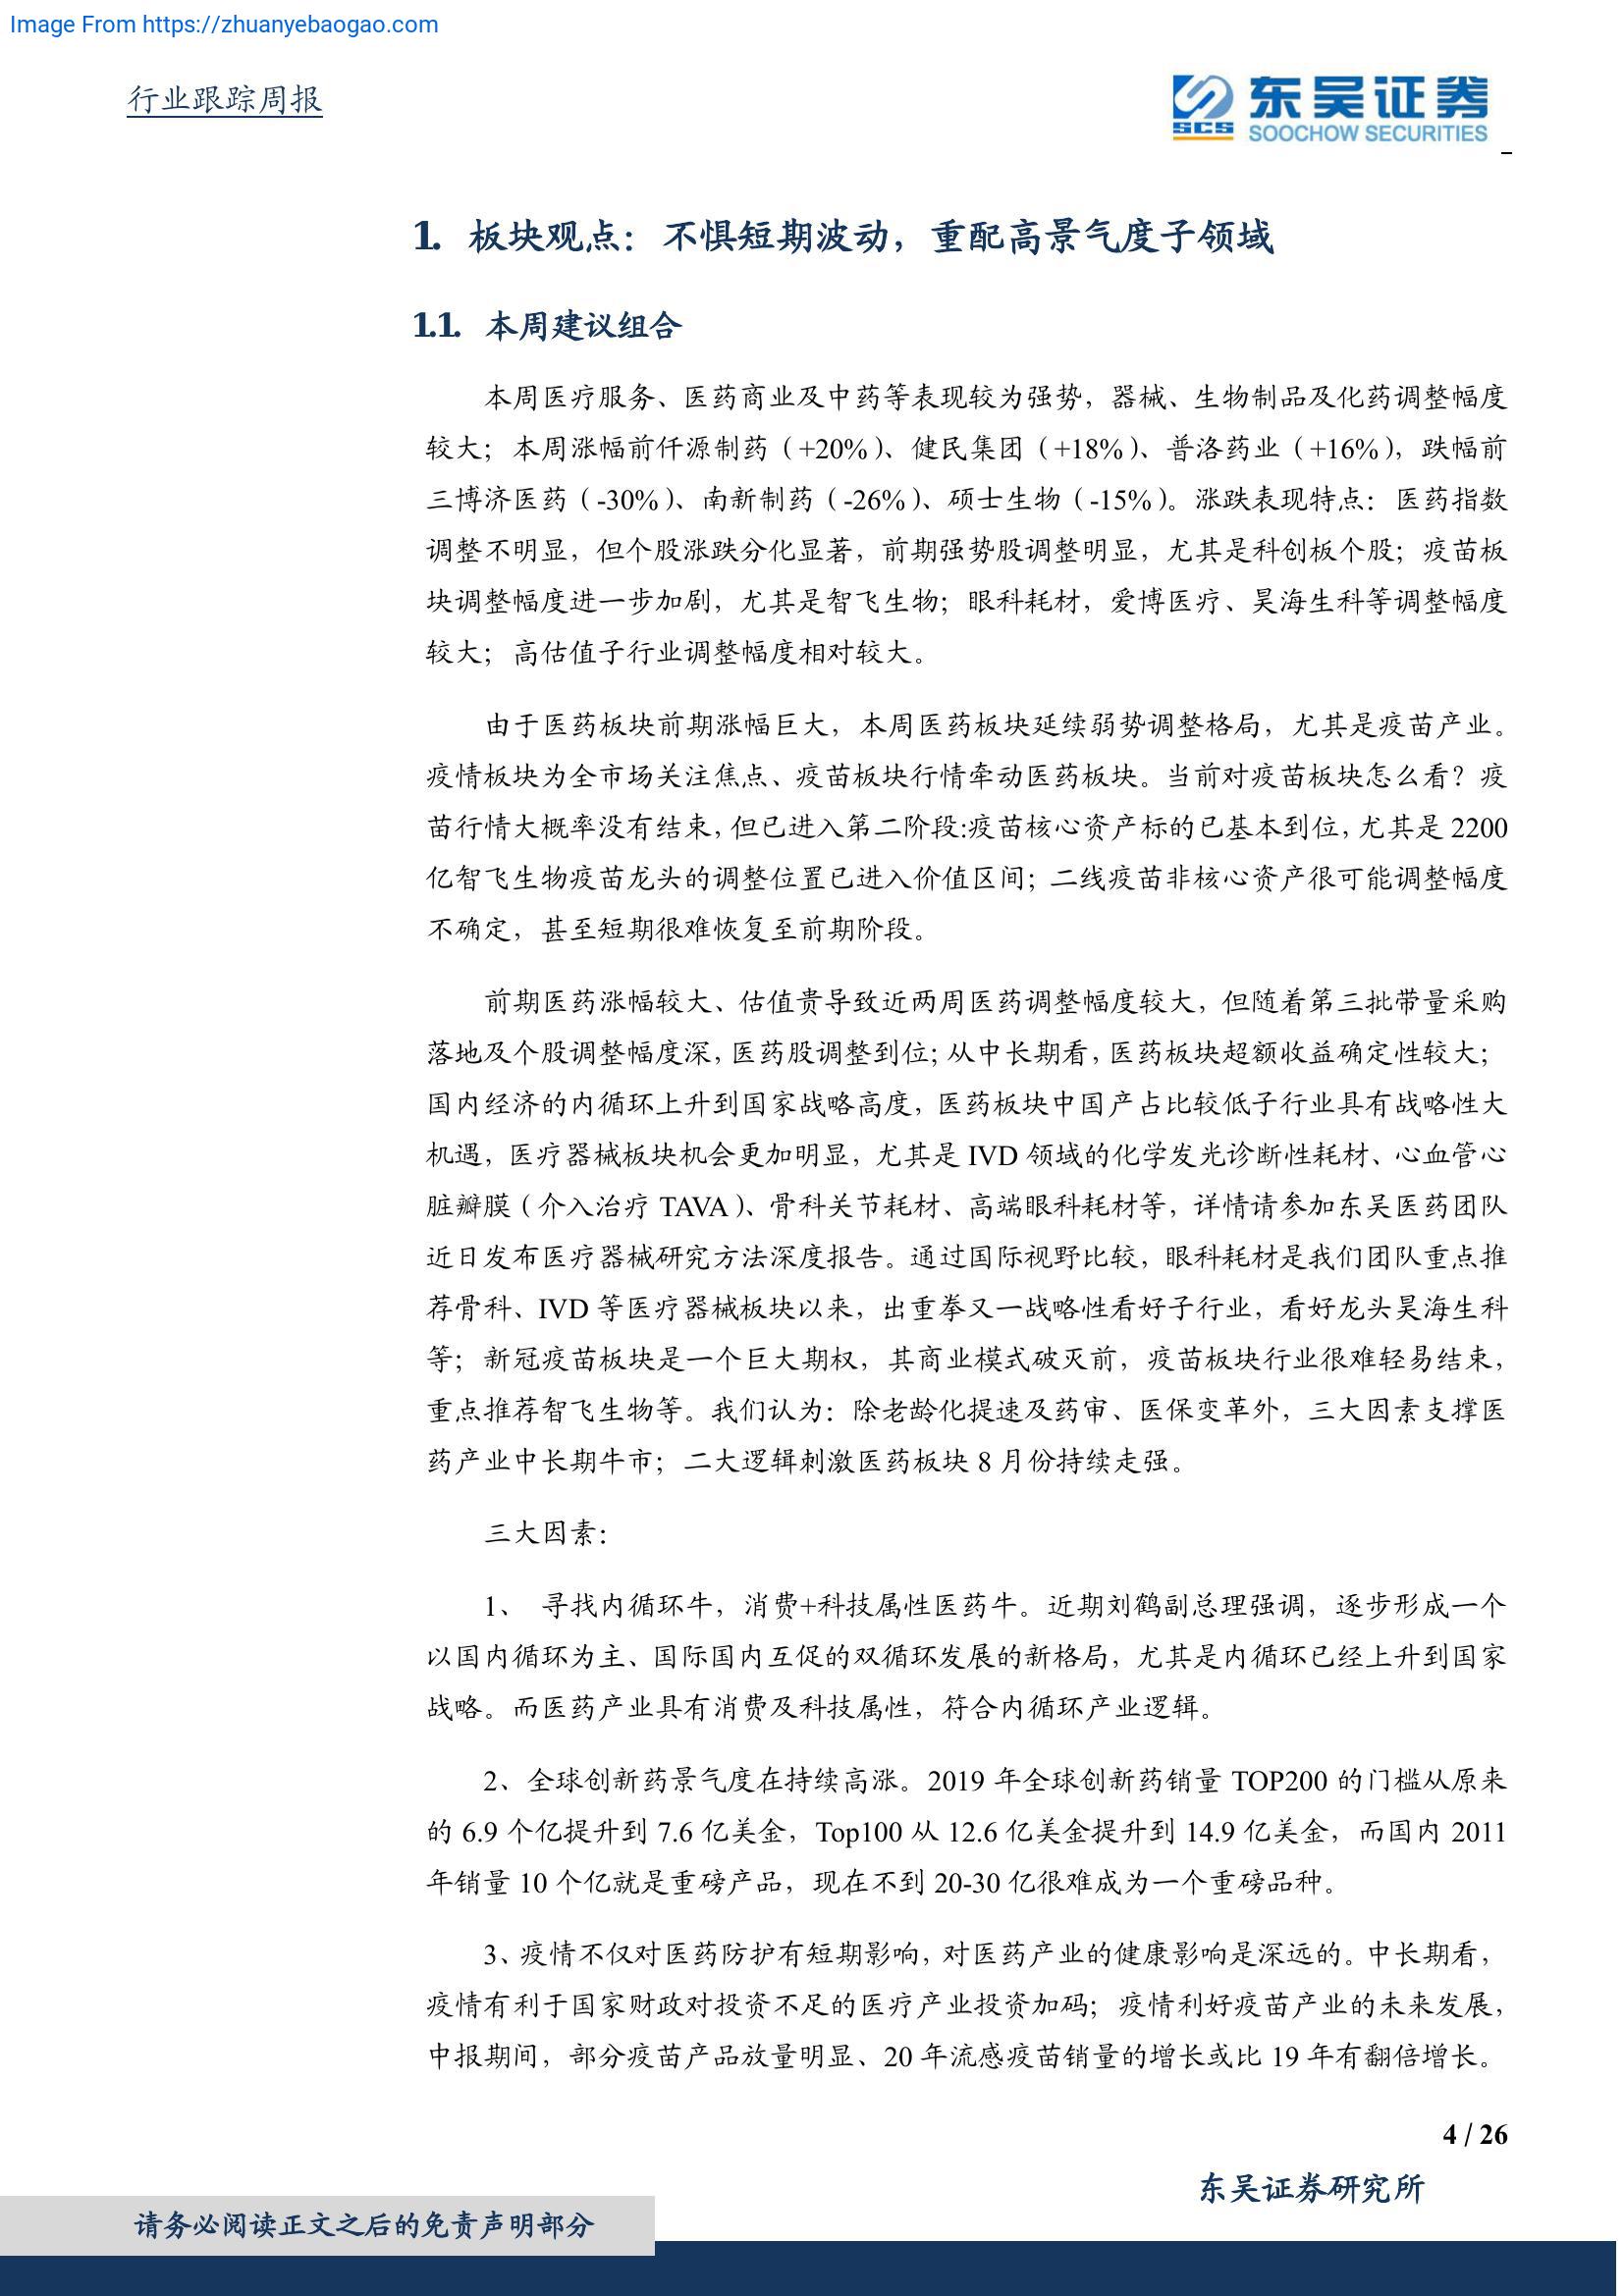 Image From https://zhuanyebaogao.com
行业跟踪周报
东吴证券
SCS
SOOCHOW SECURITIES
1. 板块观点：不惧短期波动，重配高景气度子领域
1.1. 本周建议组合
本周医疗服务、医药商业及中药等表现较为强势，器械、生物制品及化药调整幅度
较大；本周涨幅前仟源制药（+20%）、健民集团（+18%）、普洛药业（+16%），跌幅前
三博济医药（-30%）、南新制药（-26%）、硕士生物（-15%）。涨跌表现特点：医药指数
调整不明显，但个股涨跌分化显著，前期强势股调整明显，尤其是科创板个股；疫苗板
块调整幅度进一步加剧，尤其是智飞生物；眼科耗材，爱博医疗、昊海生科等调整幅度
较大；高估值子行业调整幅度相对较大。
由于医药板块前期涨幅巨大，本周医药板块延续弱势调整格局，尤其是疫苗产业。
疫情板块为全市场关注焦点、疫苗板块行情牵动医药板块。当前对疫苗板块怎么看？疫
苗行情大概率没有结束，但已进入第二阶段:疫苗核心资产标的已基本到位，尤其是 2200
亿智飞生物疫苗龙头的调整位置已进入价值区间；二线疫苗非核心资产很可能调整幅度
不确定，甚至短期很难恢复至前期阶段。
前期医药涨幅较大、估值贵导致近两周医药调整幅度较大，但随着第三批带量采购
落地及个股调整幅度深，医药股调整到位；从中长期看，医药板块超额收益确定性较大；
国内经济的内循环上升到国家战略高度，医药板块中国产占比较低子行业具有战略性大
机遇，医疗器械板块机会更加明显，尤其是 IVD 领域的化学发光诊断性耗材、心血管心
脏瓣膜（介入治疗 TAVA）、骨科关节耗材、高端眼科耗材等，详情请参加东吴医药团队
近日发布医疗器械研究方法深度报告。通过国际视野比较，眼科耗材是我们团队重点推
荐骨科、IVD 等医疗器械板块以来，出重拳又一战略性看好子行业，看好龙头昊海生科
等；新冠疫苗板块是一个巨大期权，其商业模式破灭前，疫苗板块行业很难轻易结束，
重点推荐智飞生物等。我们认为：除老龄化提速及药审、医保变革外，三大因素支撑医
药产业中长期牛市；二大逻辑刺激医药板块 8 月份持续走强。
三大因素：
1、 寻找内循环牛，消费+科技属性医药牛。近期刘鹤副总理强调，逐步形成一个
以国内循环为主、国际国内互促的双循环发展的新格局，尤其是内循环已经上升到国家
战略。而医药产业具有消费及科技属性，符合内循环产业逻辑。
2、全球创新药景气度在持续高涨。2019 年全球创新药销量 TOP200 的门槛从原来
的 6.9 个亿提升到 7.6 亿美金，Top100 从 12.6 亿美金提升到 14.9 亿美金，而国内 2011
年销量 10 个亿就是重磅产品，现在不到 20-30 亿很难成为一个重磅品种。
3、疫情不仅对医药防护有短期影响，对医药产业的健康影响是深远的。中长期看，
疫情有利于国家财政对投资不足的医疗产业投资加码；疫情利好疫苗产业的未来发展，
中报期间，部分疫苗产品放量明显、20 年流感疫苗销量的增长或比 19 年有翻倍增长。
4 / 26
东吴证券研究所
请务必阅读正文之后的免责声明部分